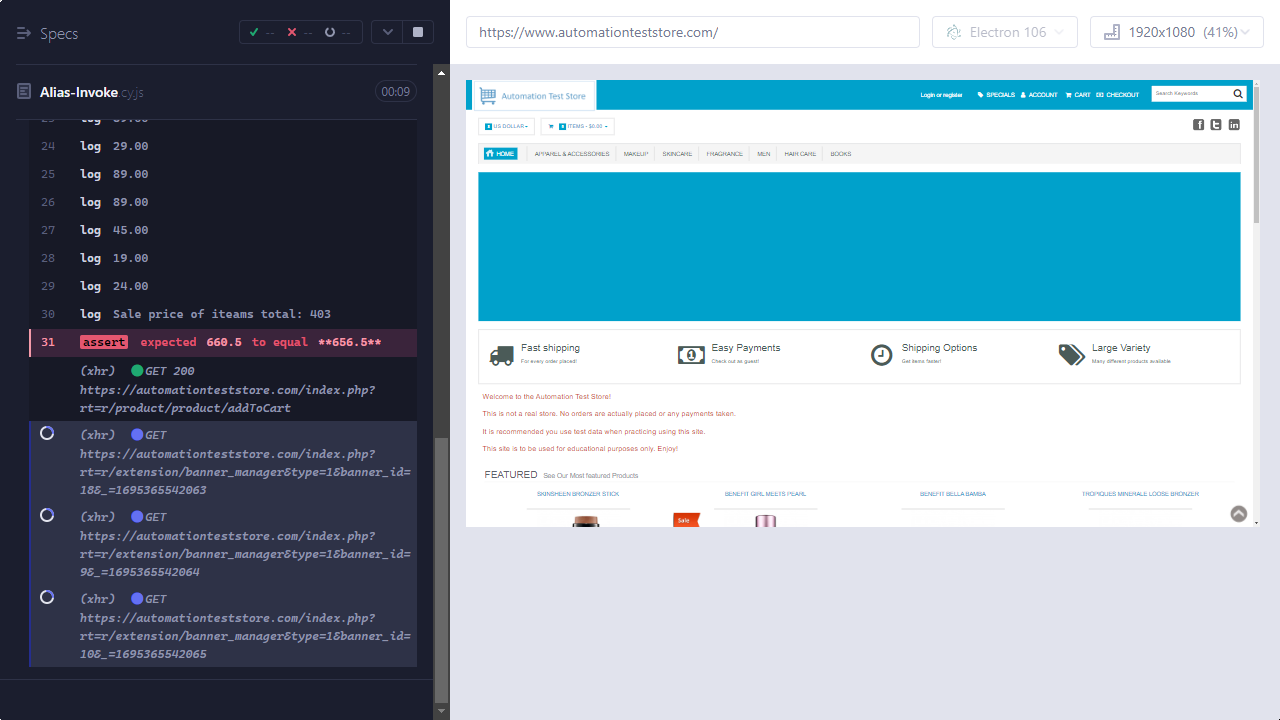 Specs
-- -- --
Alias-Invoke.cy.js 00:09
24 log 29.00
25 log 89.00
26 log 89.00
27 log 45.00
28 log 19.00
29 log 24.00
30 log Sale price of iteams total: 403
31 assert expected 660.5 to equal **656.5**
(xhr) GET 200
https://automationteststore.com/index.php?
rt=r/product/product/addToCart
(xhr) GET
https://automationteststore.com/index.php?
rt=r/extension/banner_manager&type=1&banner_id=
18&_=1695365542063
(xhr) GET
https://automationteststore.com/index.php?
rt=r/extension/banner_manager&type=1&banner_id=
9&_=1695365542064
(xhr) GET
https://automationteststore.com/index.php?
rt=r/extension/banner_manager&type=1&banner_id=
10&_=1695365542065
https://www.automationteststore.com/ Electron 106 1920x1080 (41%)
Automation Test Store Login or register SPECIALS ACCOUNT CART CHECKOUT Search Keywords
US DOLLAR 0 ITEMS - $0.00
HOME APPAREL & ACCESSORIES MAKEUP SKINCARE FRAGRANCE MEN HAIR CARE BOOKS
Fast shipping Easy Payments Shipping Options Large Variety
For every order placed! Check out as guest! Get items faster! Many different products available
Welcome to the Automation Test Store!
This is not a real store. No orders are actually placed or any payments taken.
It is recommended you use test data when practicing using this site.
This site is to be used for educational purposes only. Enjoy!
FEATURED See Our Most featured Products
SKINSHEEN BRONZER STICK BENEFIT GIRL MEETS PEARL BENEFIT BELLA BAMBA TROPIQUES MINERALE LOOSE BRONZER
Sale